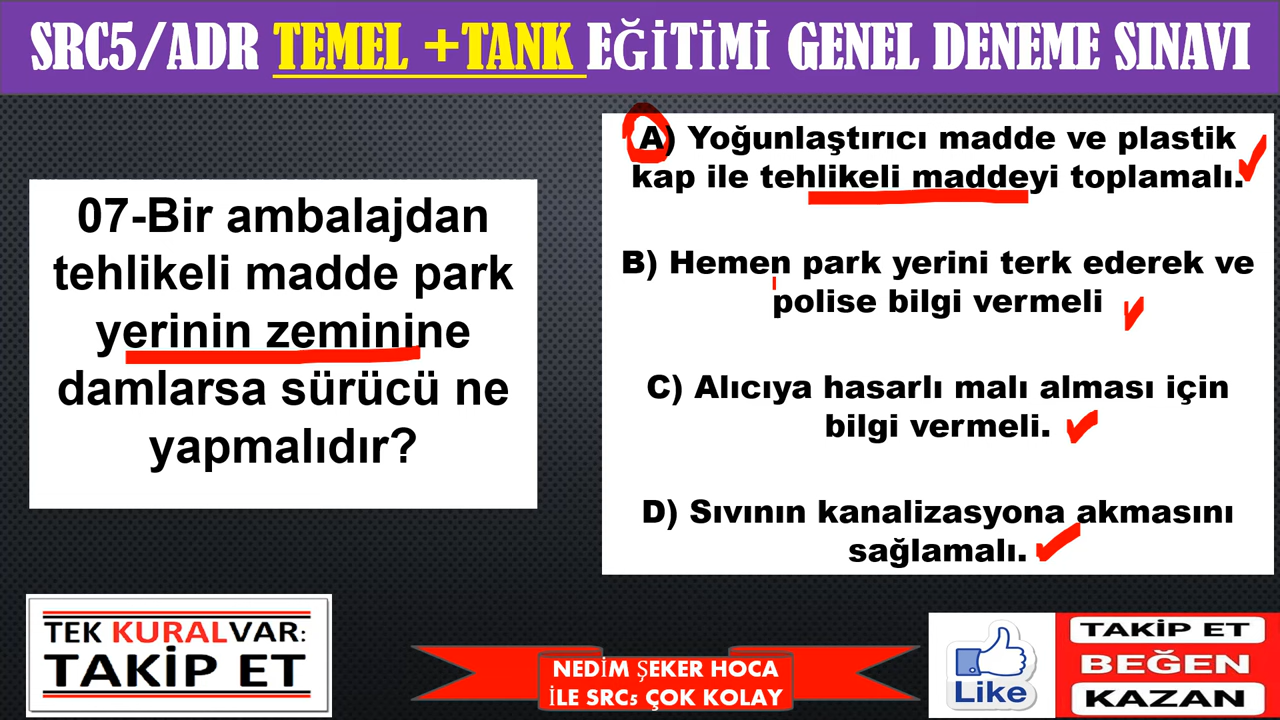 SRC5/ADR TEMEL +TANK EĞİTİMİ GENEL DENEME SINAVI
07-Bir ambalajdan
tehlikeli madde park
yerinin zeminine
damlarsa sürücü ne
yapmalıdır?
A) Yoğunlaştırıcı madde ve plastik
kap ile tehlikeli maddeyi toplamalı.
B) Hemen park yerini terk ederek ve
polise bilgi vermeli
C) Alıcıya hasarlı malı alması için
bilgi vermeli.
D) Sıvının kanalizasyona akmasını
sağlamalı.
TEK KURAL VAR:
TAKİP ET
NEDİM ŞEKER HOCA
İLE SRC5 ÇOK KOLAY
Like
TAKİP ET
BEĞEN
KAZAN